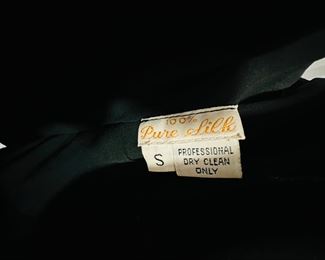 100%
Pure Silk
S
PROFESSIONAL
DRY CLEAN
ONLY